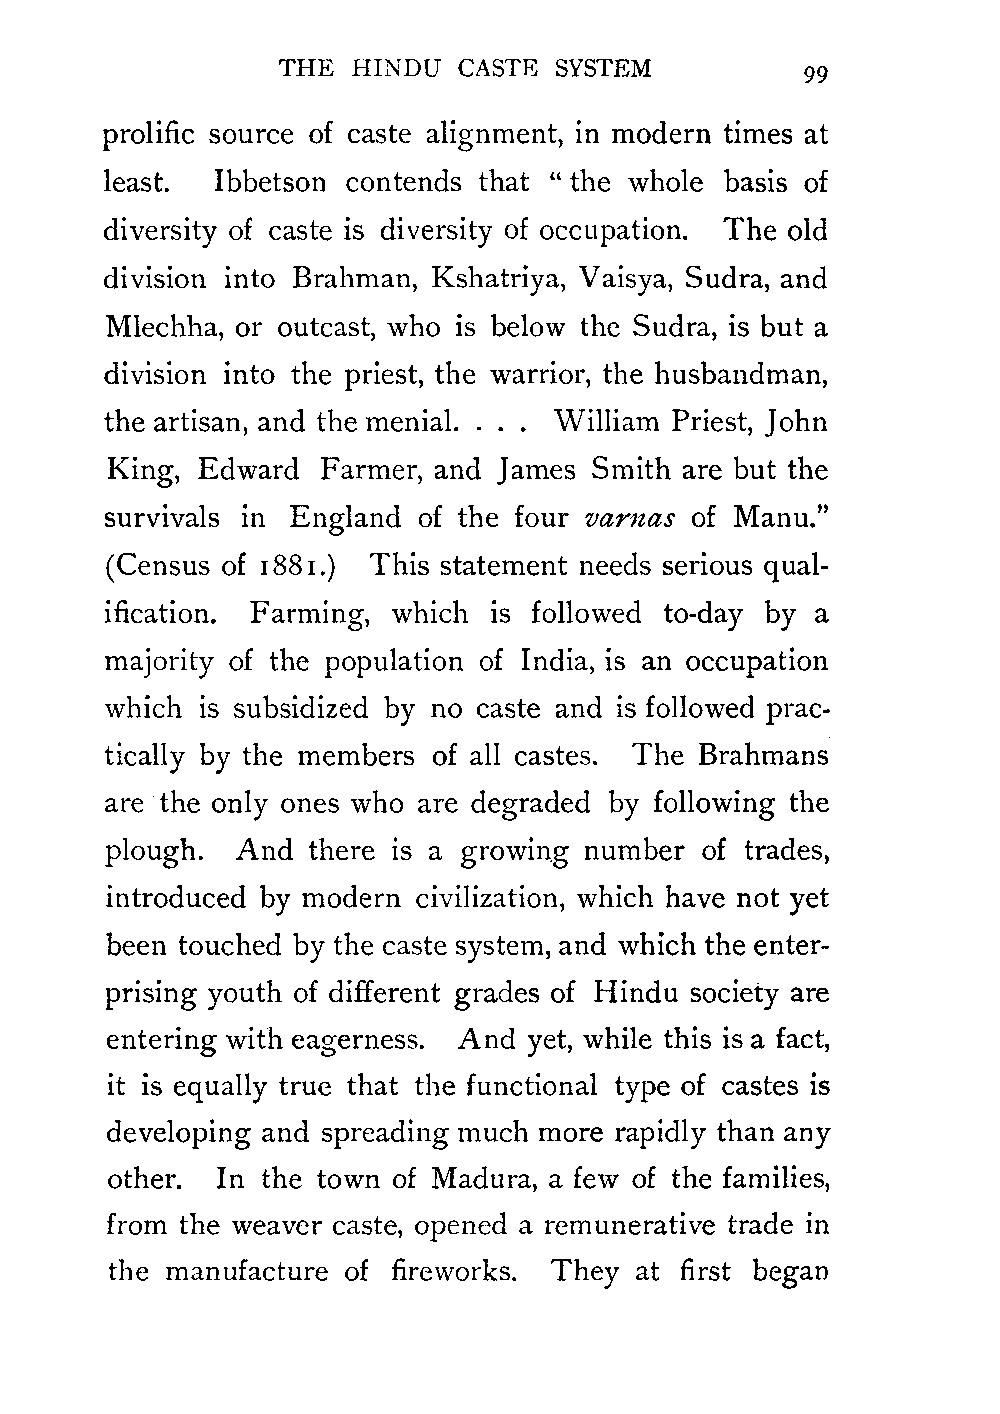 THE HINDU CASTE SYSTEM 99
prolific source of caste alignment, in modern times at
least. Ibbetson contends that “ the whole basis of
diversity of caste is diversity of occupation. The old
division into Brahman, Kshatriya, Vaisya, Sudra, and
Mlechha, or outcast, who is below the Sudra, is but a
division into the priest, the warrior, the husbandman,
the artisan, and the menial. . . . William Priest, John
King, Edward Farmer, and James Smith are but the
survivals in England of the four varnas of Manu.”
(Census of 1881.) This statement needs serious qual-
ification. Farming, which is followed to-day by a
majority of the population of India, is an occupation
which is subsidized by no caste and is followed prac-
tically by the members of all castes. The Brahmans
are the only ones who are degraded by following the
plough. And there is a growing number of trades,
introduced by modern civilization, which have not yet
been touched by the caste system, and which the enter-
prising youth of different grades of Hindu society are
entering with eagerness. And yet, while this is a fact,
it is equally true that the functional type of castes is
developing and spreading much more rapidly than any
other. In the town of Madura, a few of the families,
from the weaver caste, opened a remunerative trade in
the manufacture of fireworks. They at first began